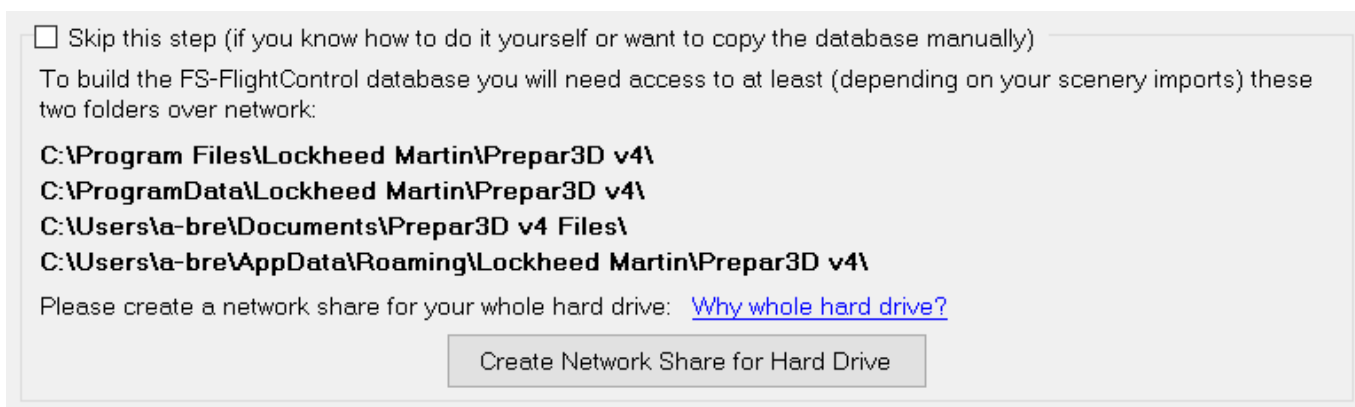 Skip this step (if you know how to do it yourself or want to copy the database manually)
To build the FS-FlightControl database you will need access to at least (depending on your scenery imports) these
two folders over network:
C:\Program Files\Lockheed Martin\Prepar3D v4\
C:\ProgramData\Lockheed Martin\Prepar3D v4\
C:\Users\a-bre\Documents\Prepar3D v4 Files\
C:\Users\a-bre\AppData\Roaming\Lockheed Martin\Prepar3D v4\
Please create a network share for your whole hard drive: Why whole hard drive?
Create Network Share for Hard Drive